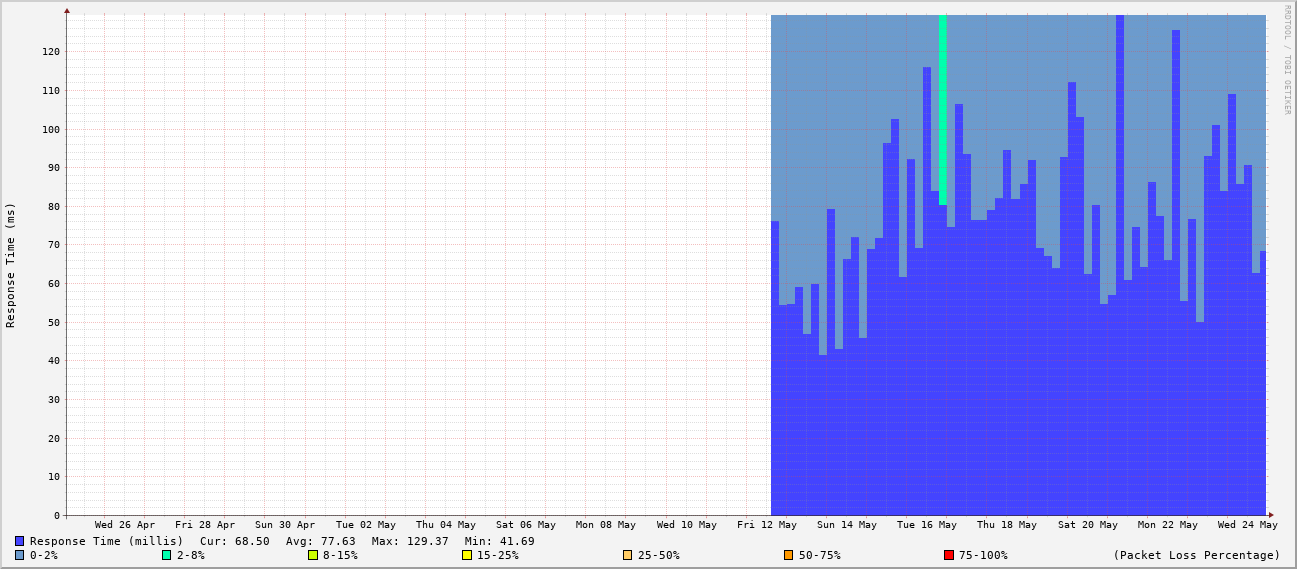 RRDTOOL / TOBI OETIKER
Response Time (ms)
120
110
100
90
80
70
60
50
40
30
20
10
0
Wed 26 Apr Fri 28 Apr Sun 30 Apr Tue 02 May Thu 04 May Sat 06 May Mon 08 May Wed 10 May Fri 12 May Sun 14 May Tue 16 May Thu 18 May Sat 20 May Mon 22 May Wed 24 May
Response Time (millis) Cur: 68.50 Avg: 77.63 Max: 129.37 Min: 41.69
0-2% 2-8% 8-15% 15-25% 25-50% 50-75% 75-100% (Packet Loss Percentage)